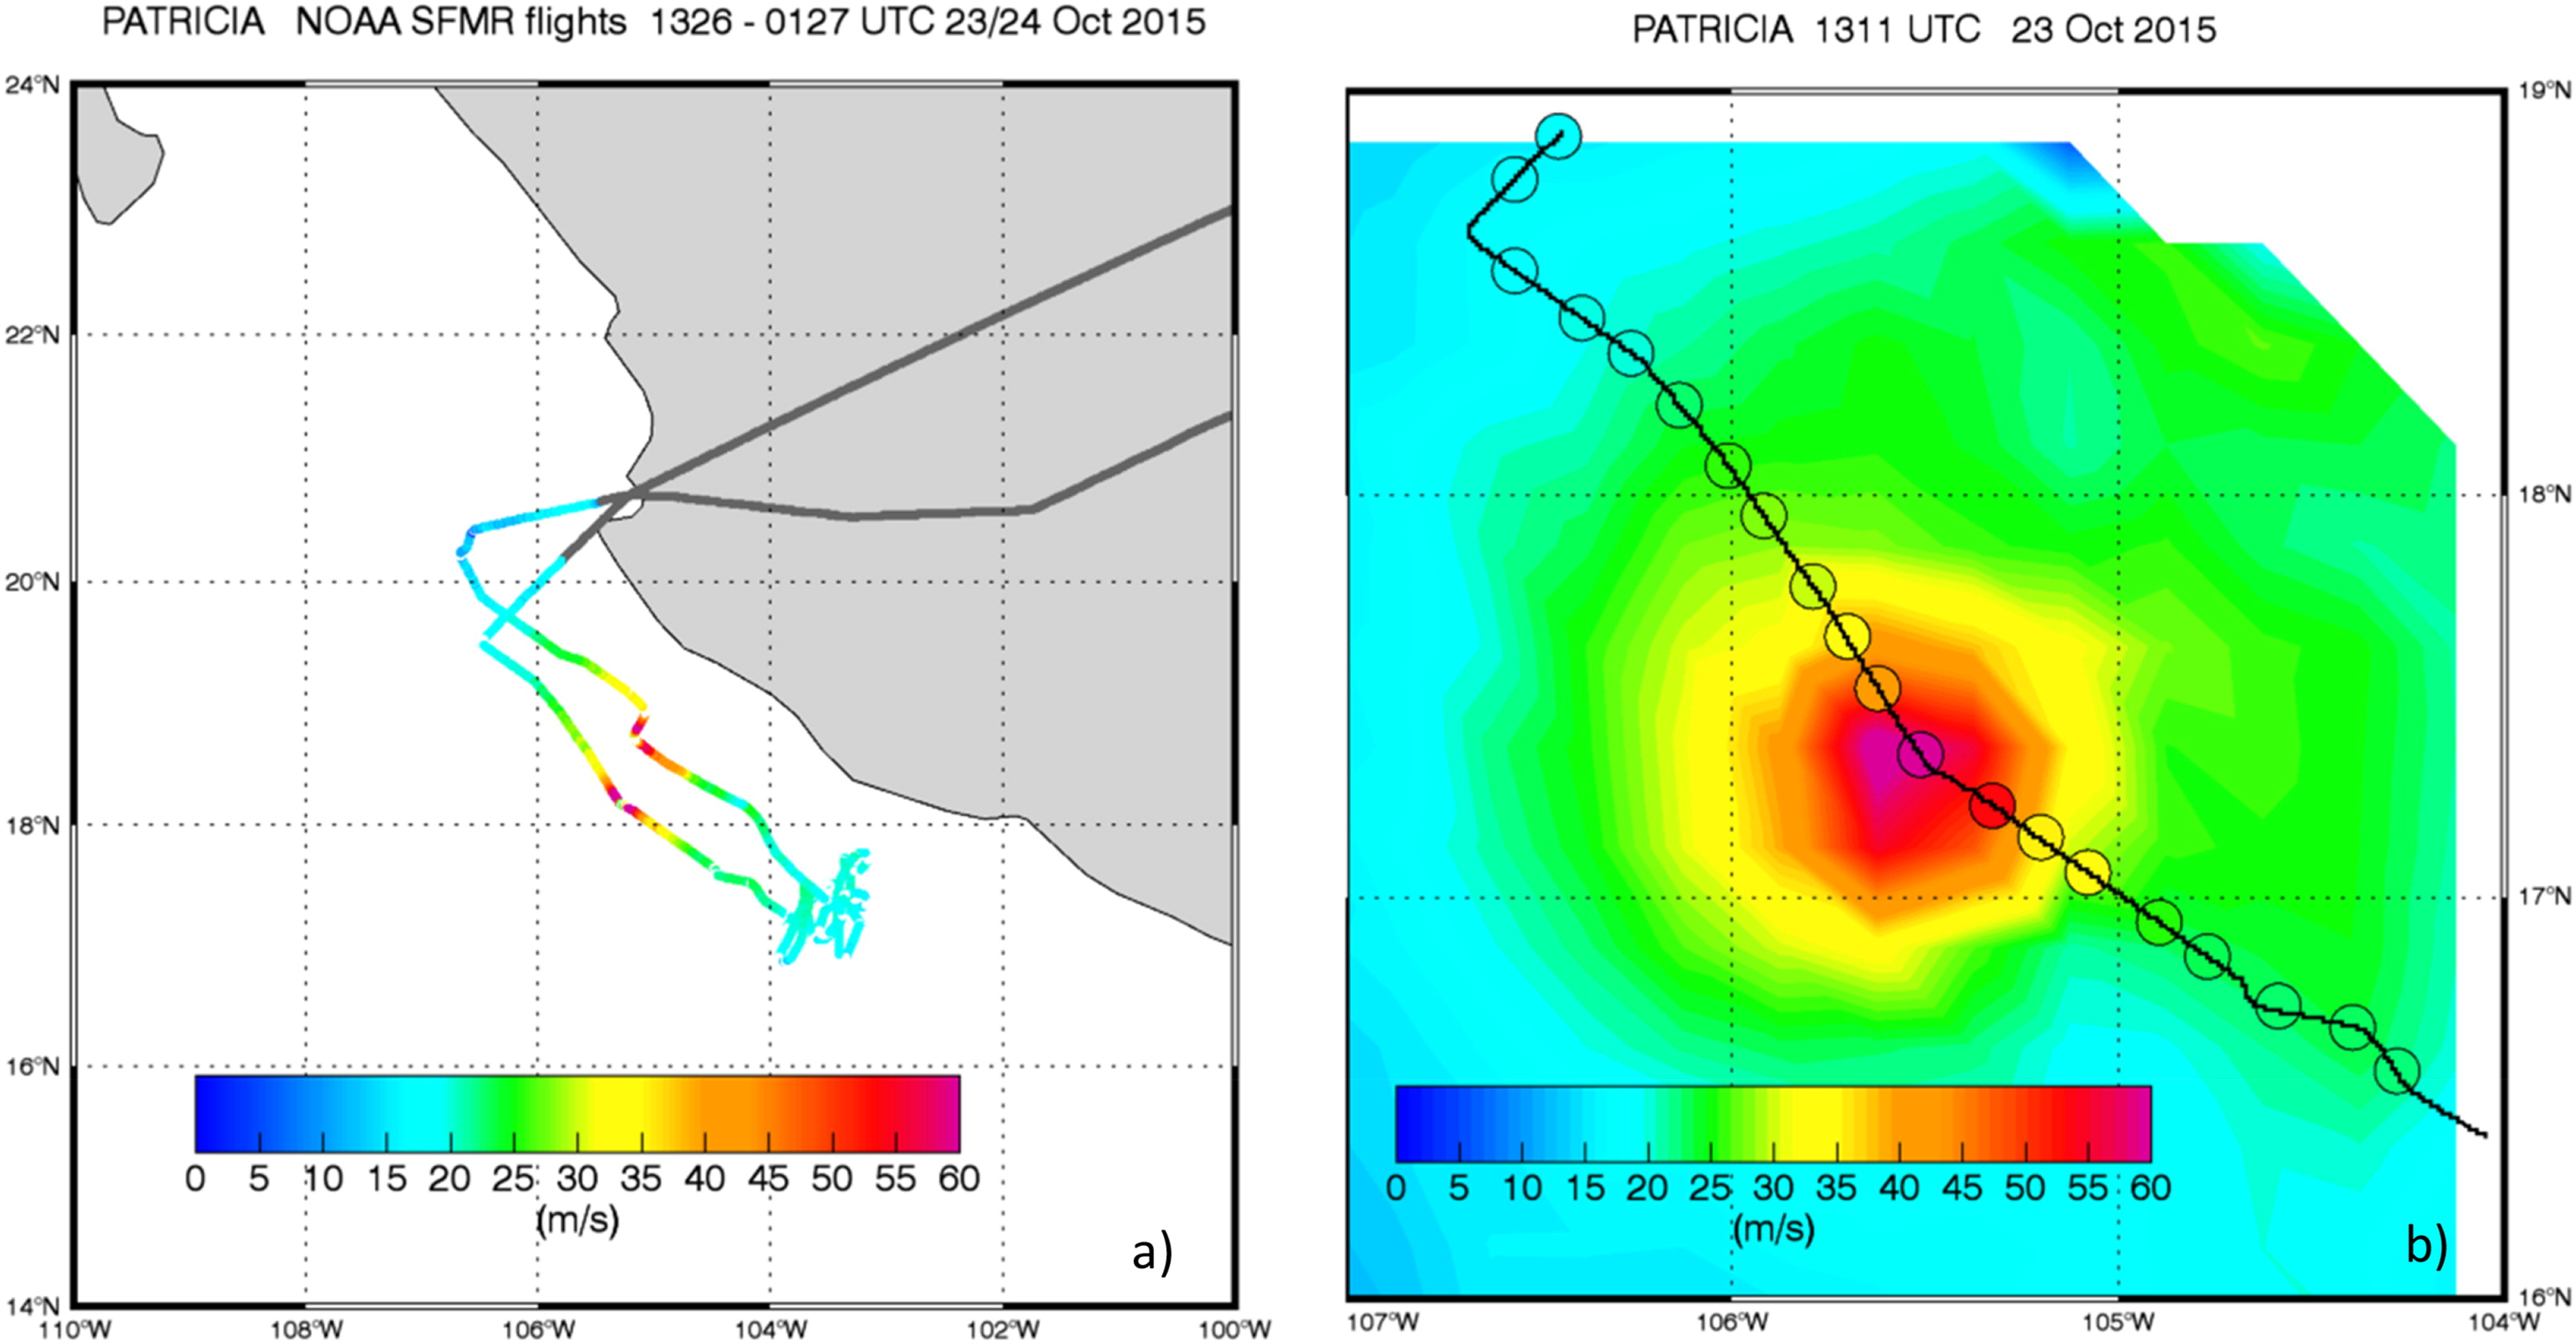 PATRICIA NOAA SFMR flights 1326 - 0127 UTC 23/24 Oct 2015
24°N
22°N
20°N
18°N
16°N
14°N
110°W 108°W 106°W 104°W 102°W 100°W
0 5 10 15 20 25 30 35 40 45 50 55 60
(m/s)
a)
PATRICIA 1311 UTC 23 Oct 2015
19°N
18°N
17°N
16°N
107°W 106°W 105°W 104°W
0 5 10 15 20 25 30 35 40 45 50 55 60
(m/s)
b)